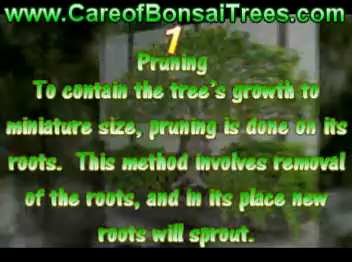 www.CareofBonsaiTrees.com
1
Pruning
To contain the tree's growth to
miniature size, pruning is done on its
roots. This method involves removal
of the roots, and in its place new
roots will sprout.